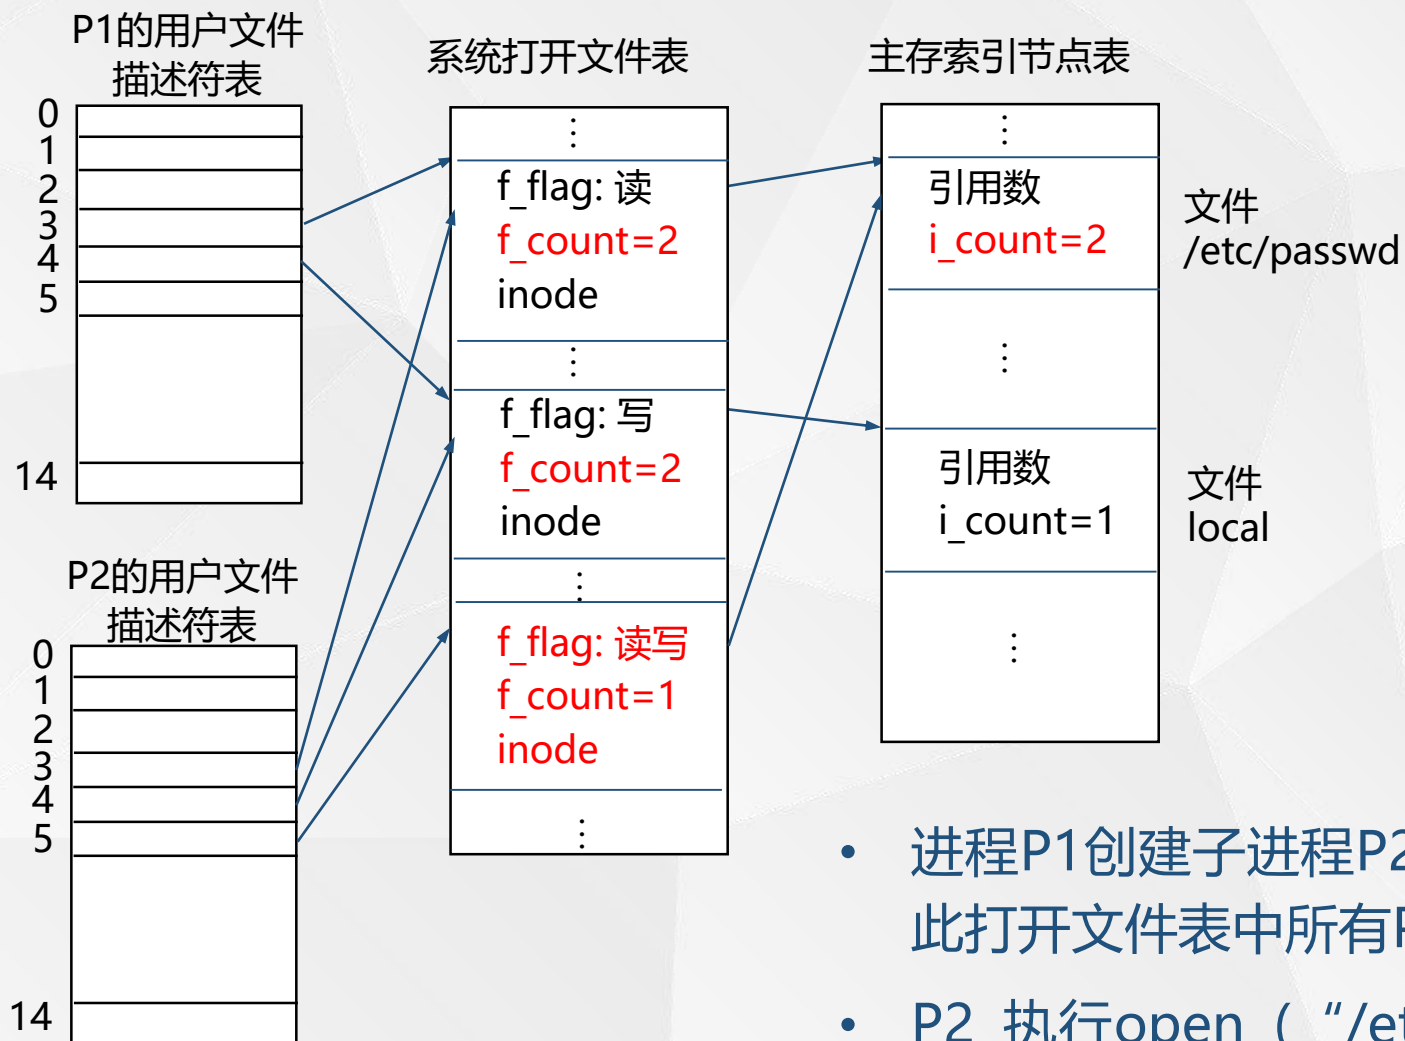 P1的用户文件
描述符表
0
1
2
3
4
5
14
P2的用户文件
描述符表
0
1
2
3
4
5
14
系统打开文件表
⋮
f_flag: 读
f_count=2
inode
⋮
f_flag: 写
f_count=2
inode
⋮
f_flag: 读写
f_count=1
inode
⋮
主存索引节点表
⋮
引用数
i_count=2
⋮
引用数
i_count=1
⋮
文件
/etc/passwd
文件
local
• 进程P1创建子进程P2
此打开文件表中所有
• P2 执行open（“/et